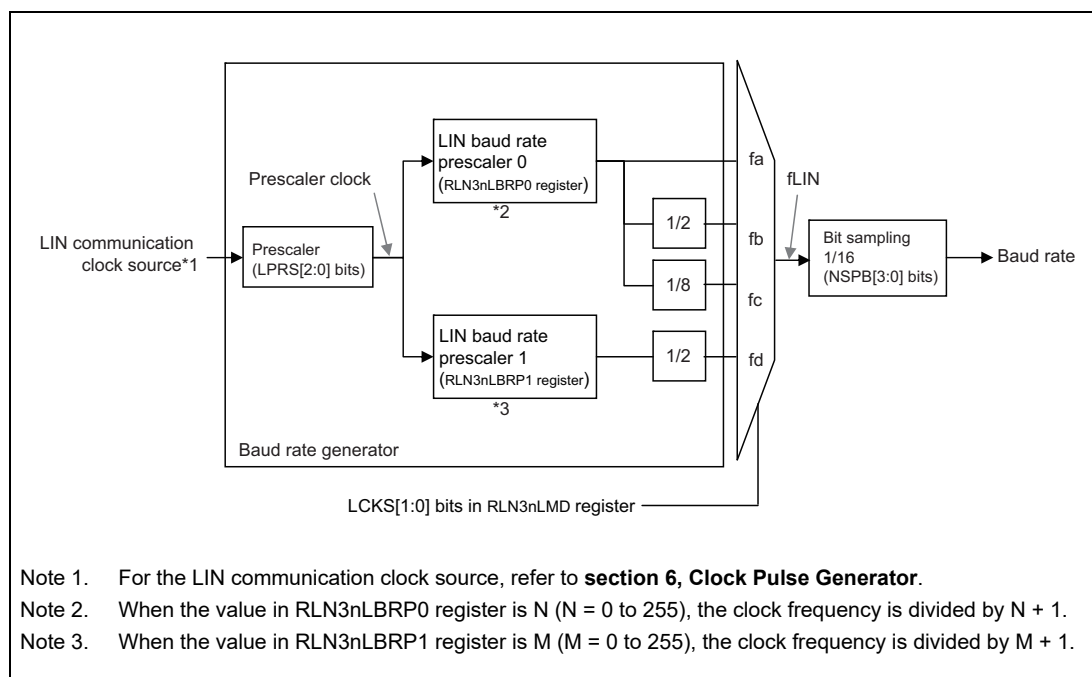 LIN communication
clock source*1
Prescaler
(LPRS[2:0] bits)
Prescaler clock
LIN baud rate
prescaler 0
(RLN3nLBRP0 register)
*2
LIN baud rate
prescaler 1
(RLN3nLBRP1 register)
*3
1/2
1/8
1/2
fa
fb
fc
fd
fLIN
Bit sampling
1/16
(NSPB[3:0] bits)
Baud rate
Baud rate generator
LCKS[1:0] bits in RLN3nLMD register
Note 1. For the LIN communication clock source, refer to section 6, Clock Pulse Generator.
Note 2. When the value in RLN3nLBRP0 register is N (N = 0 to 255), the clock frequency is divided by N + 1.
Note 3. When the value in RLN3nLBRP1 register is M (M = 0 to 255), the clock frequency is divided by M + 1.